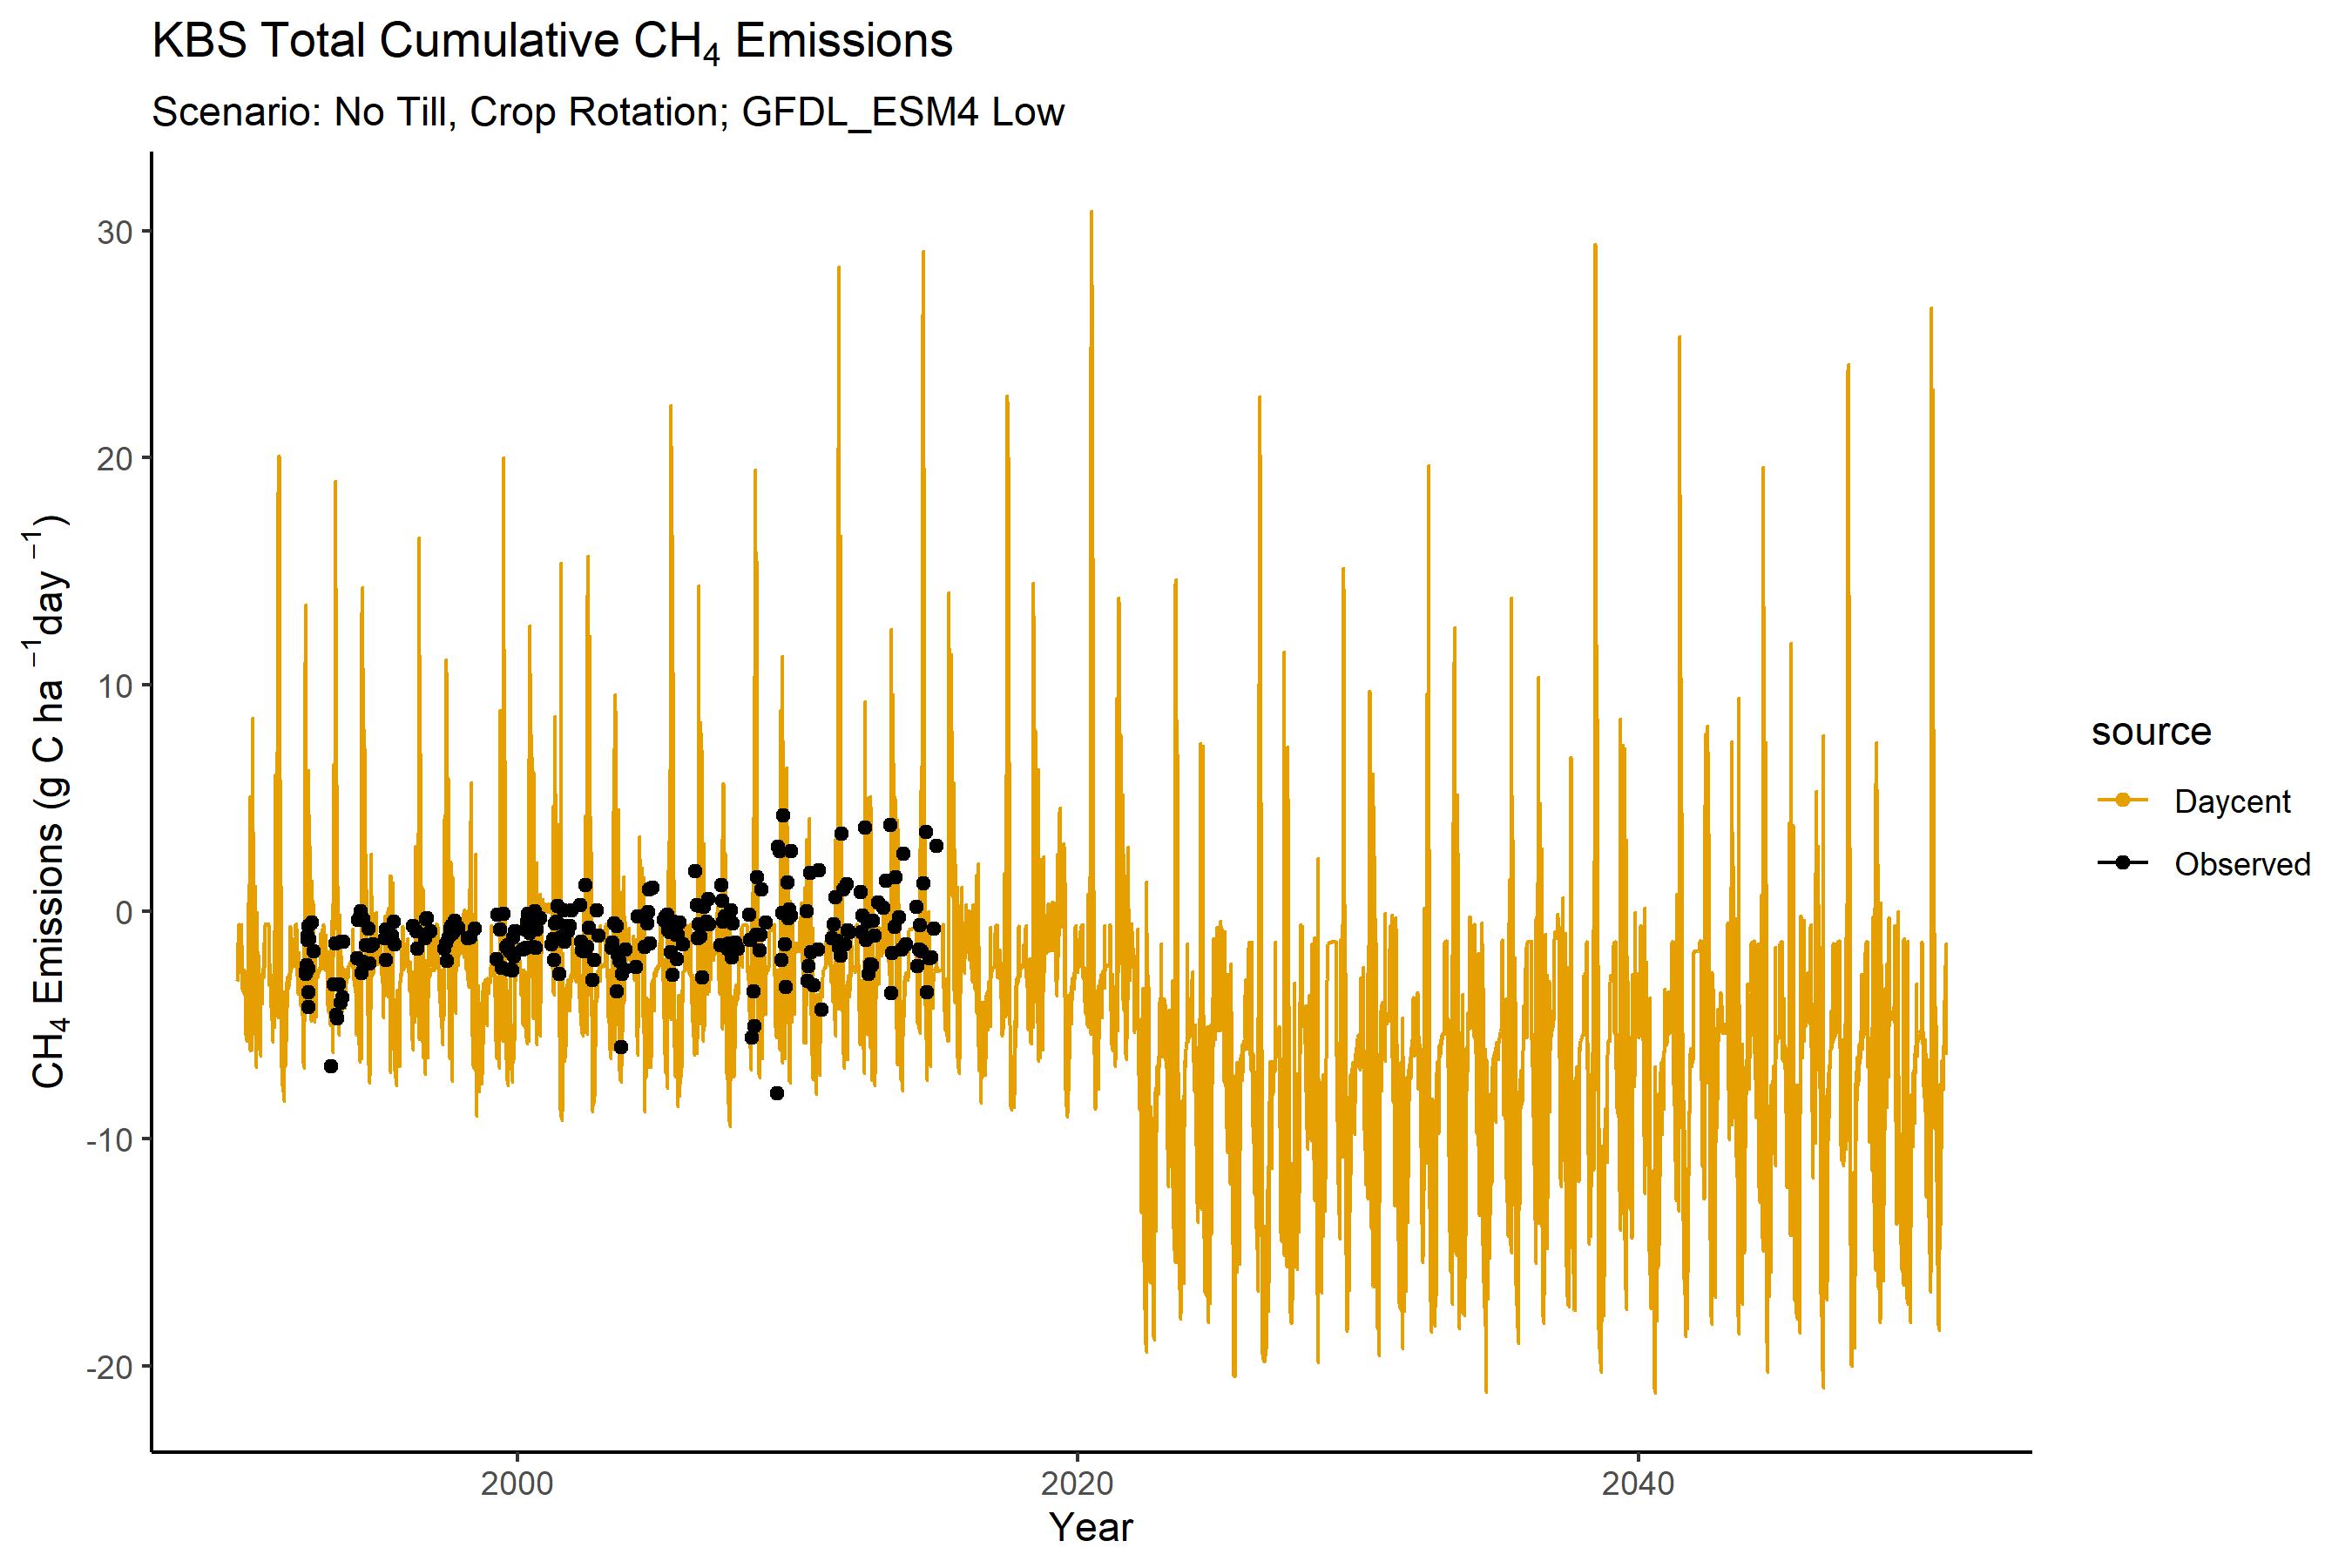 KBS Total Cumulative CH₄ Emissions
Scenario: No Till, Crop Rotation; GFDL_ESM4 Low
CH₄ Emissions (g C ha ⁻¹day ⁻¹)
30
20
10
0
-10
-20
2000
2020
2040
Year
source
Daycent
Observed